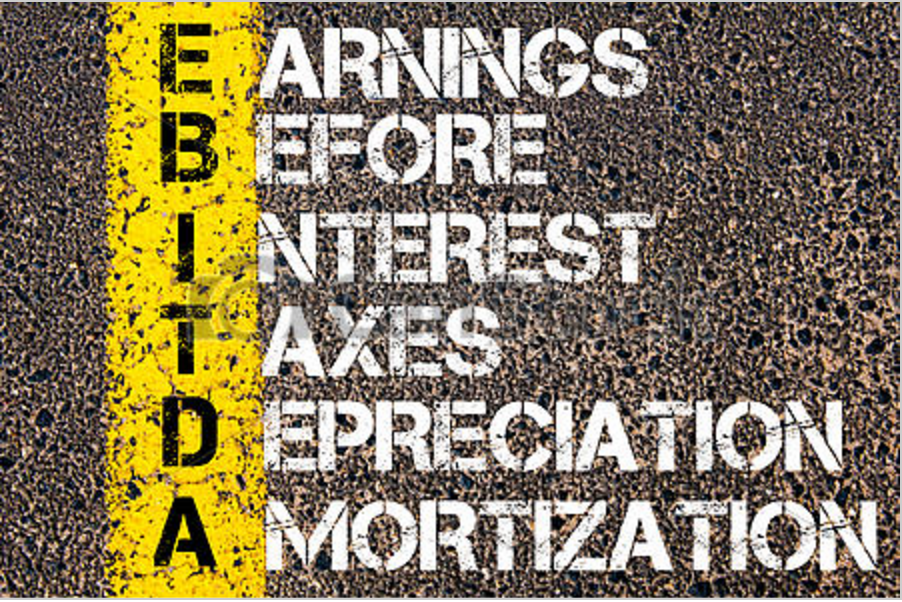 EARNINGS
BEFORE
INTEREST
TAXES
DEPRECIATION
AMORTIZATION